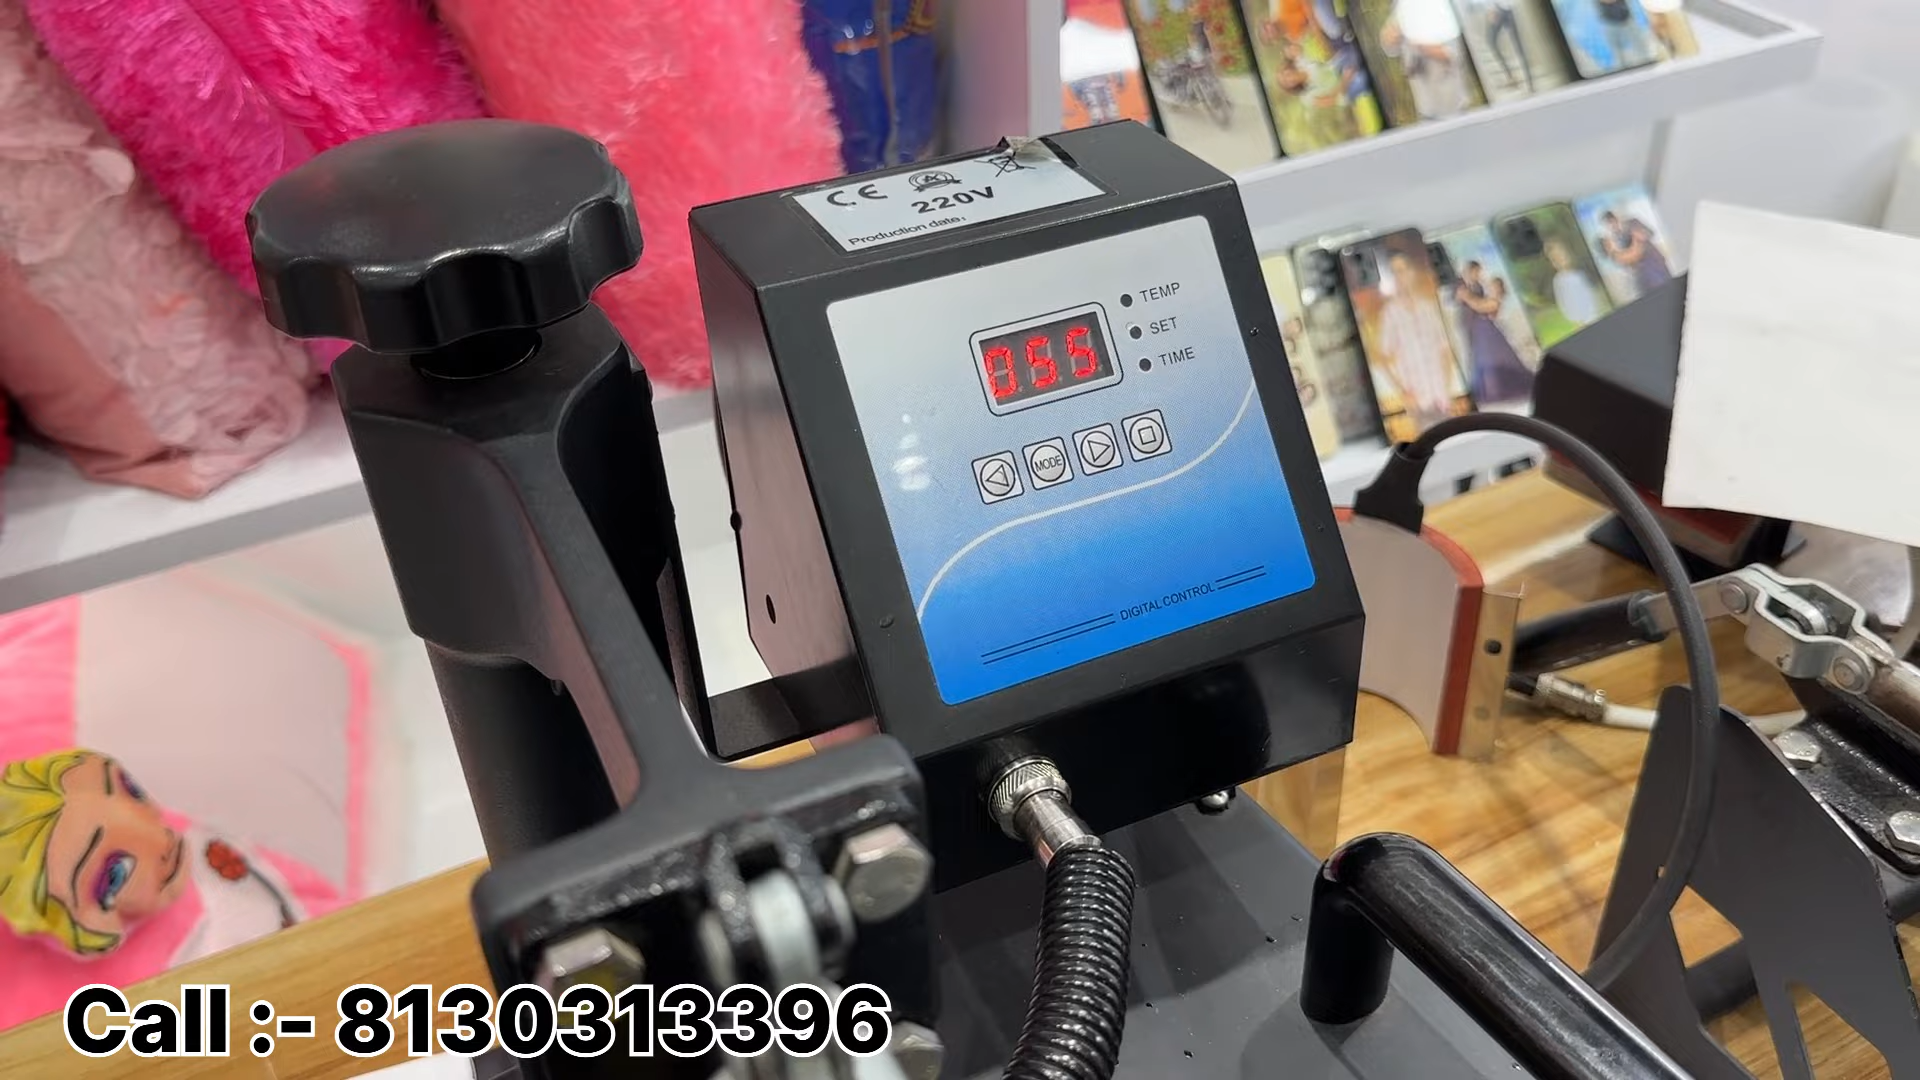 CE
220V
Production date:
TEMP
SET
TIME
055
MODE
DIGITAL CONTROL
Call :- 8130313396